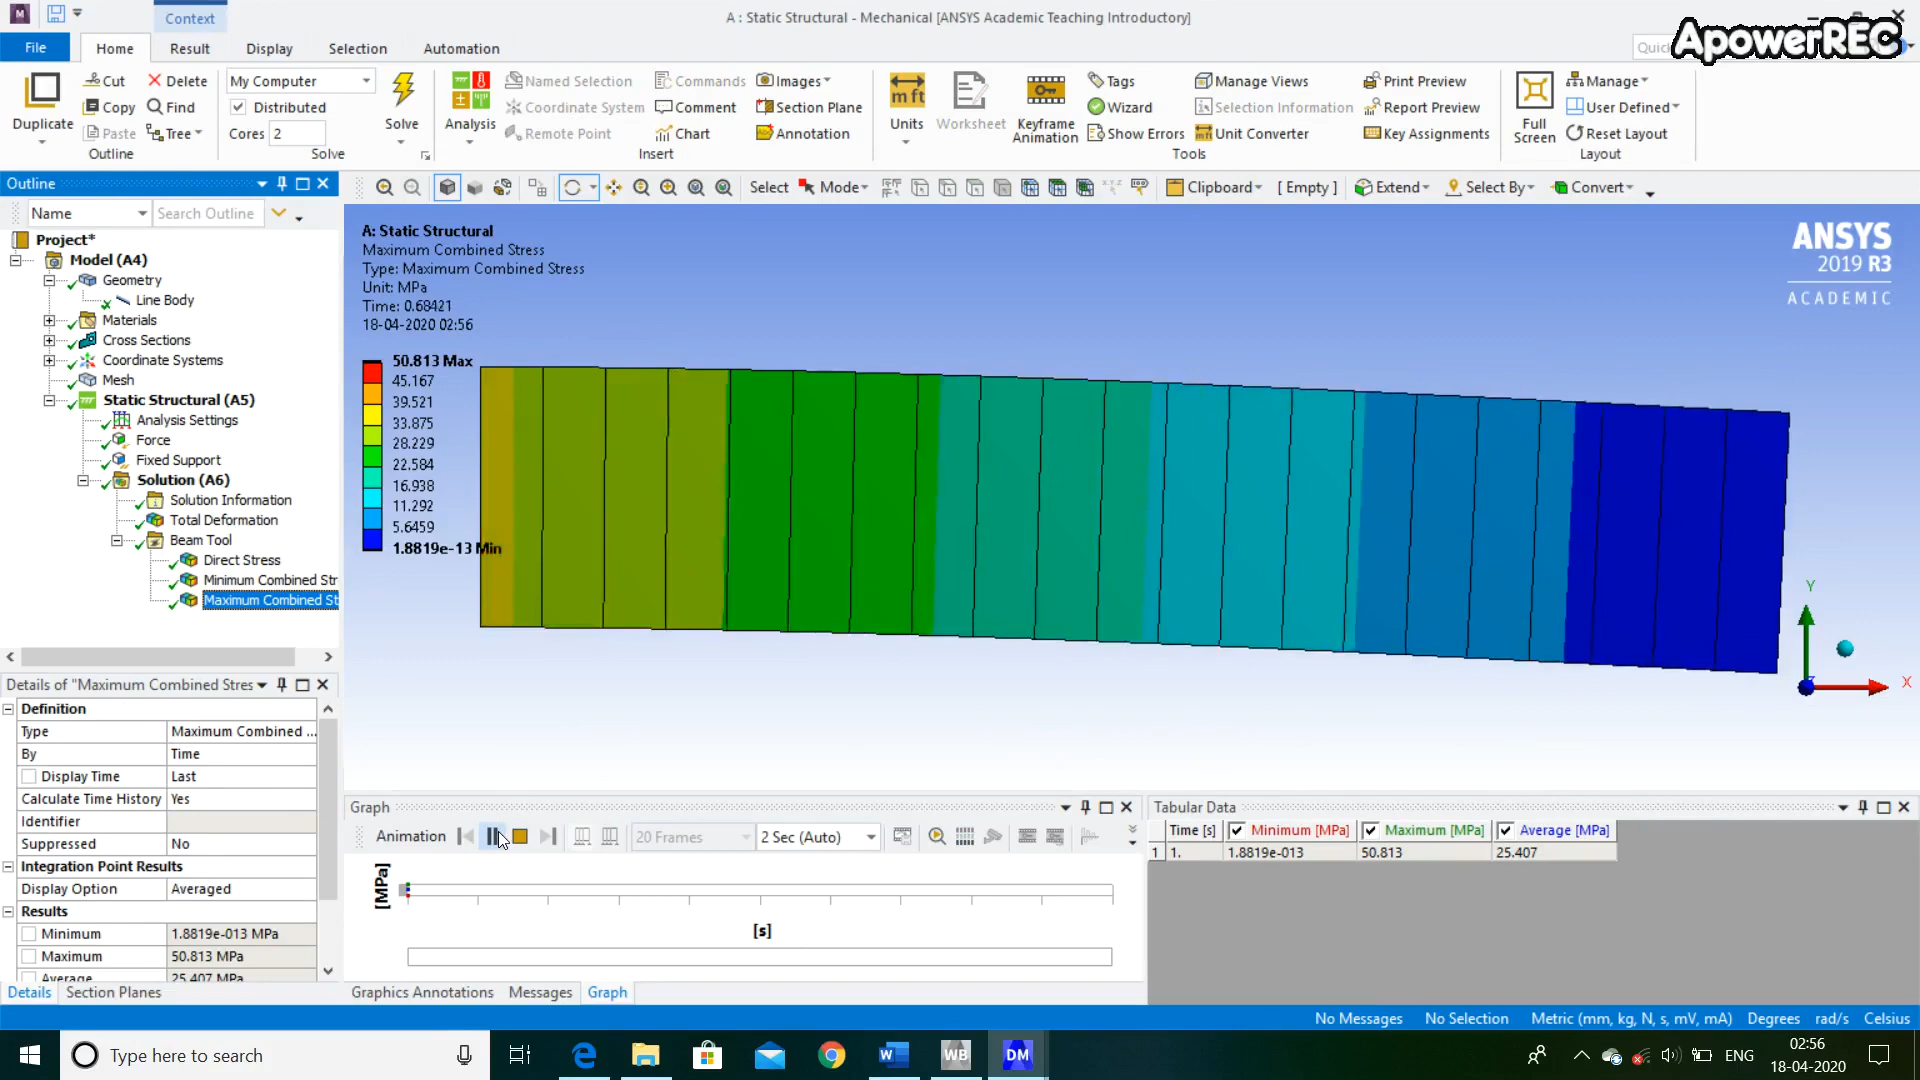 Context
A : Static Structural - Mechanical [ANSYS Academic Teaching Introductory]
ApowerREC
File Home Result Display Selection Automation
Quic
Duplicate
Cut
Copy
Paste
Delete
Find
Tree
Outline
My Computer
Distributed
Cores 2
Solve
Solve
Analysis
Named Selection
Coordinate System
Remote Point
Commands
Comment
Chart
Images
Section Plane
Annotation
Insert
mft
Units
Worksheet
Keyframe
Animation
Tags
Wizard
Show Errors
Manage Views
Selection Information
Unit Converter
Print Preview
Report Preview
Key Assignments
Tools
Full
Screen
Manage
User Defined
Reset Layout
Layout
Outline
Name Search Outline
Select Mode Clipboard [ Empty ] Extend Select By Convert
Project*
Model (A4)
Geometry
Line Body
Materials
Cross Sections
Coordinate Systems
Mesh
Static Structural (A5)
Analysis Settings
Force
Fixed Support
Solution (A6)
Solution Information
Total Deformation
Beam Tool
Direct Stress
Minimum Combined Str
Maximum Combined St
A: Static Structural
Maximum Combined Stress
Type: Maximum Combined Stress
Unit: MPa
Time: 0.68421
18-04-2020 02:56
50.813 Max
45.167
39.521
33.875
28.229
22.584
16.938
11.292
5.6459
1.8819e-13 Min
ANSYS
2019 R3
ACADEMIC
Y
X
Details of "Maximum Combined Stres
Definition
Type Maximum Combined ...
By Time
Display Time Last
Calculate Time History Yes
Identifier
Suppressed No
Integration Point Results
Display Option Averaged
Results
Minimum 1.8819e-013 MPa
Maximum 50.813 MPa
Average 25.407 MPa
Details Section Planes
Graph
Animation 20 Frames 2 Sec (Auto)
[MPa]
[s]
Graphics Annotations Messages Graph
Tabular Data
Time [s] Minimum [MPa] Maximum [MPa] Average [MPa]
1 1. 1.8819e-013 50.813 25.407
No Messages No Selection Metric (mm, kg, N, s, mV, mA) Degrees rad/s Celsius
Type here to search
W
WB
DM
ENG
02:56
18-04-2020